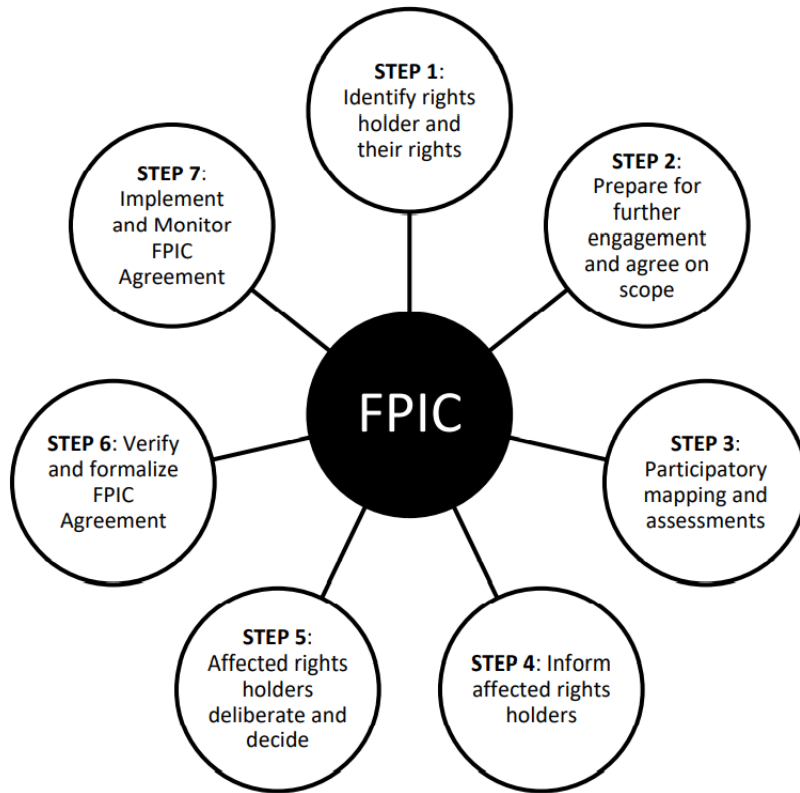 STEP 1:
Identify rights
holder and
their rights
STEP 2:
Prepare for
further
engagement
and agree on
scope
STEP 3:
Participatory
mapping and
assessments
STEP 4: Inform
affected rights
holders
STEP 5:
Affected rights
holders
deliberate and
decide
STEP 6: Verify
and formalize
FPIC
Agreement
STEP 7:
Implement
and Monitor
FPIC
Agreement
FPIC